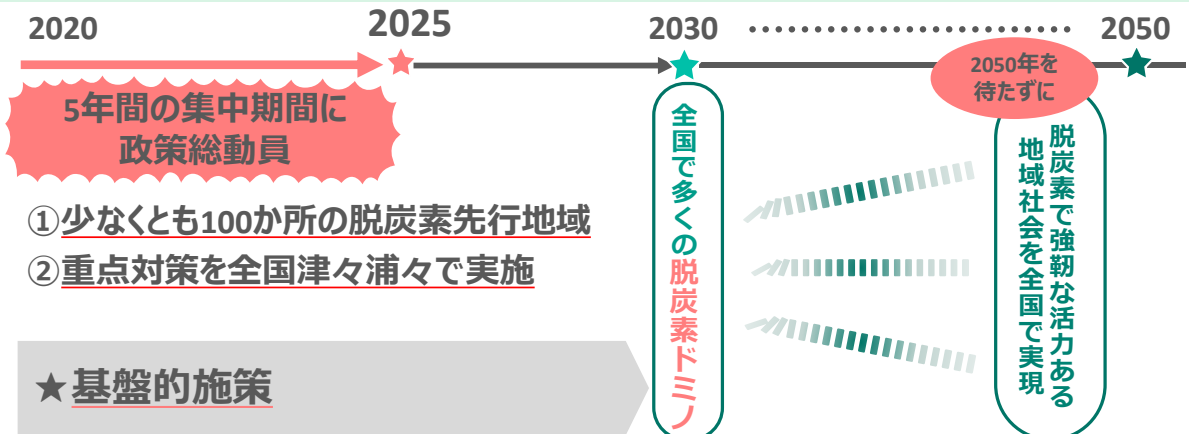 2020
2025
2030
2050
5年間の集中期間に
政策総動員
①少なくとも100か所の脱炭素先行地域
②重点対策を全国津々浦々で実施
★基盤的施策
全国で多くの脱炭素ドミノ
2050年を
待たずに
脱炭素で強靭な活力ある
地域社会を全国で実現